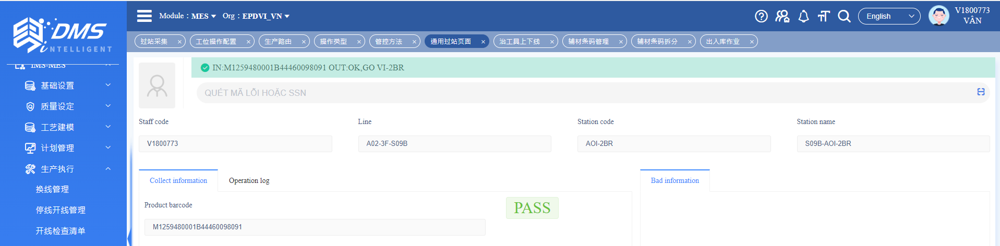 DMS
iNTELLIGENT
Module：MES Org：EPDVI_VN
English
V1800773
VÂN
过站采集 × 工位操作配置 × 生产路由 × 操作类型 × 管控方法 × 通用过站页面 × 治工具上下线 × 辅材条码管理 × 辅材条码拆分 × 出入库作业 ×
IMS-MES
基础设置
质量设定
工艺建模
计划管理
生产执行
换线管理
停线开线管理
开线检查清单
IN:M1259480001B44460098091 OUT:OK,GO VI-2BR
QUÉT MÃ LỖI HOẶC SSN
Staff code Line Station code Station name
V1800773 A02-3F-S09B AOI-2BR S09B-AOI-2BR
Collect information Operation log Bad information
Product barcode
PASS
M1259480001B44460098091